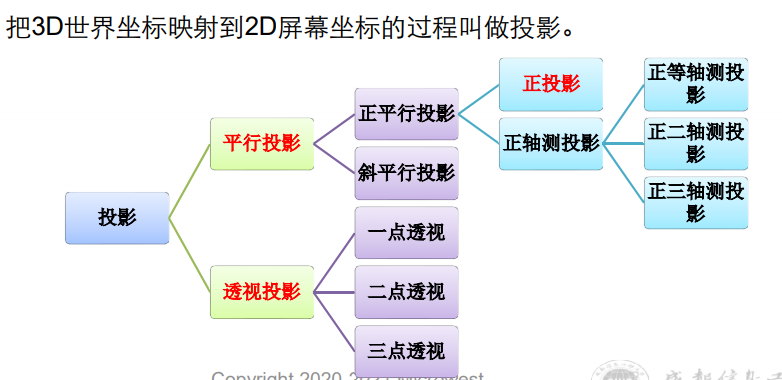 把3D世界坐标映射到2D屏幕坐标的过程叫做投影。
正投影
正等轴测投
影
正平行投影
平行投影
正轴测投影
正二轴测投
影
斜平行投影
正三轴测投
影
投影
一点透视
透视投影
二点透视
三点透视
Copyright 2020-2021 Microwest